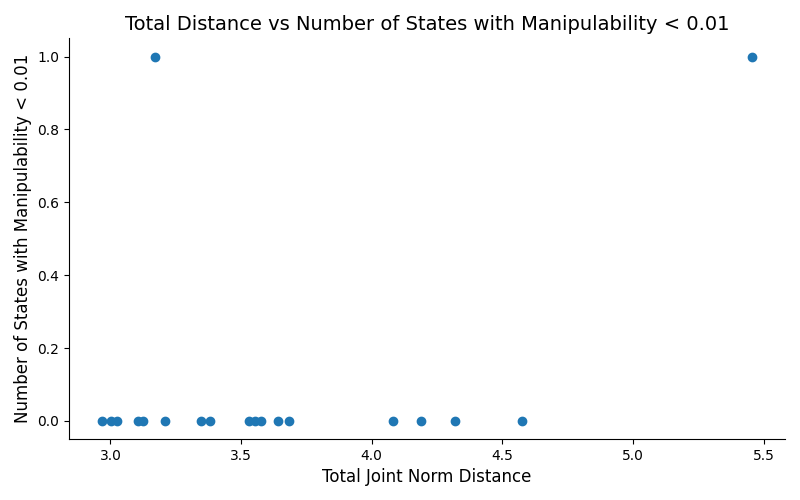 Total Distance vs Number of States with Manipulability < 0.01
Number of States with Manipulability < 0.01
1.0
0.8
0.6
0.4
0.2
0.0
3.0 3.5 4.0 4.5 5.0 5.5
Total Joint Norm Distance